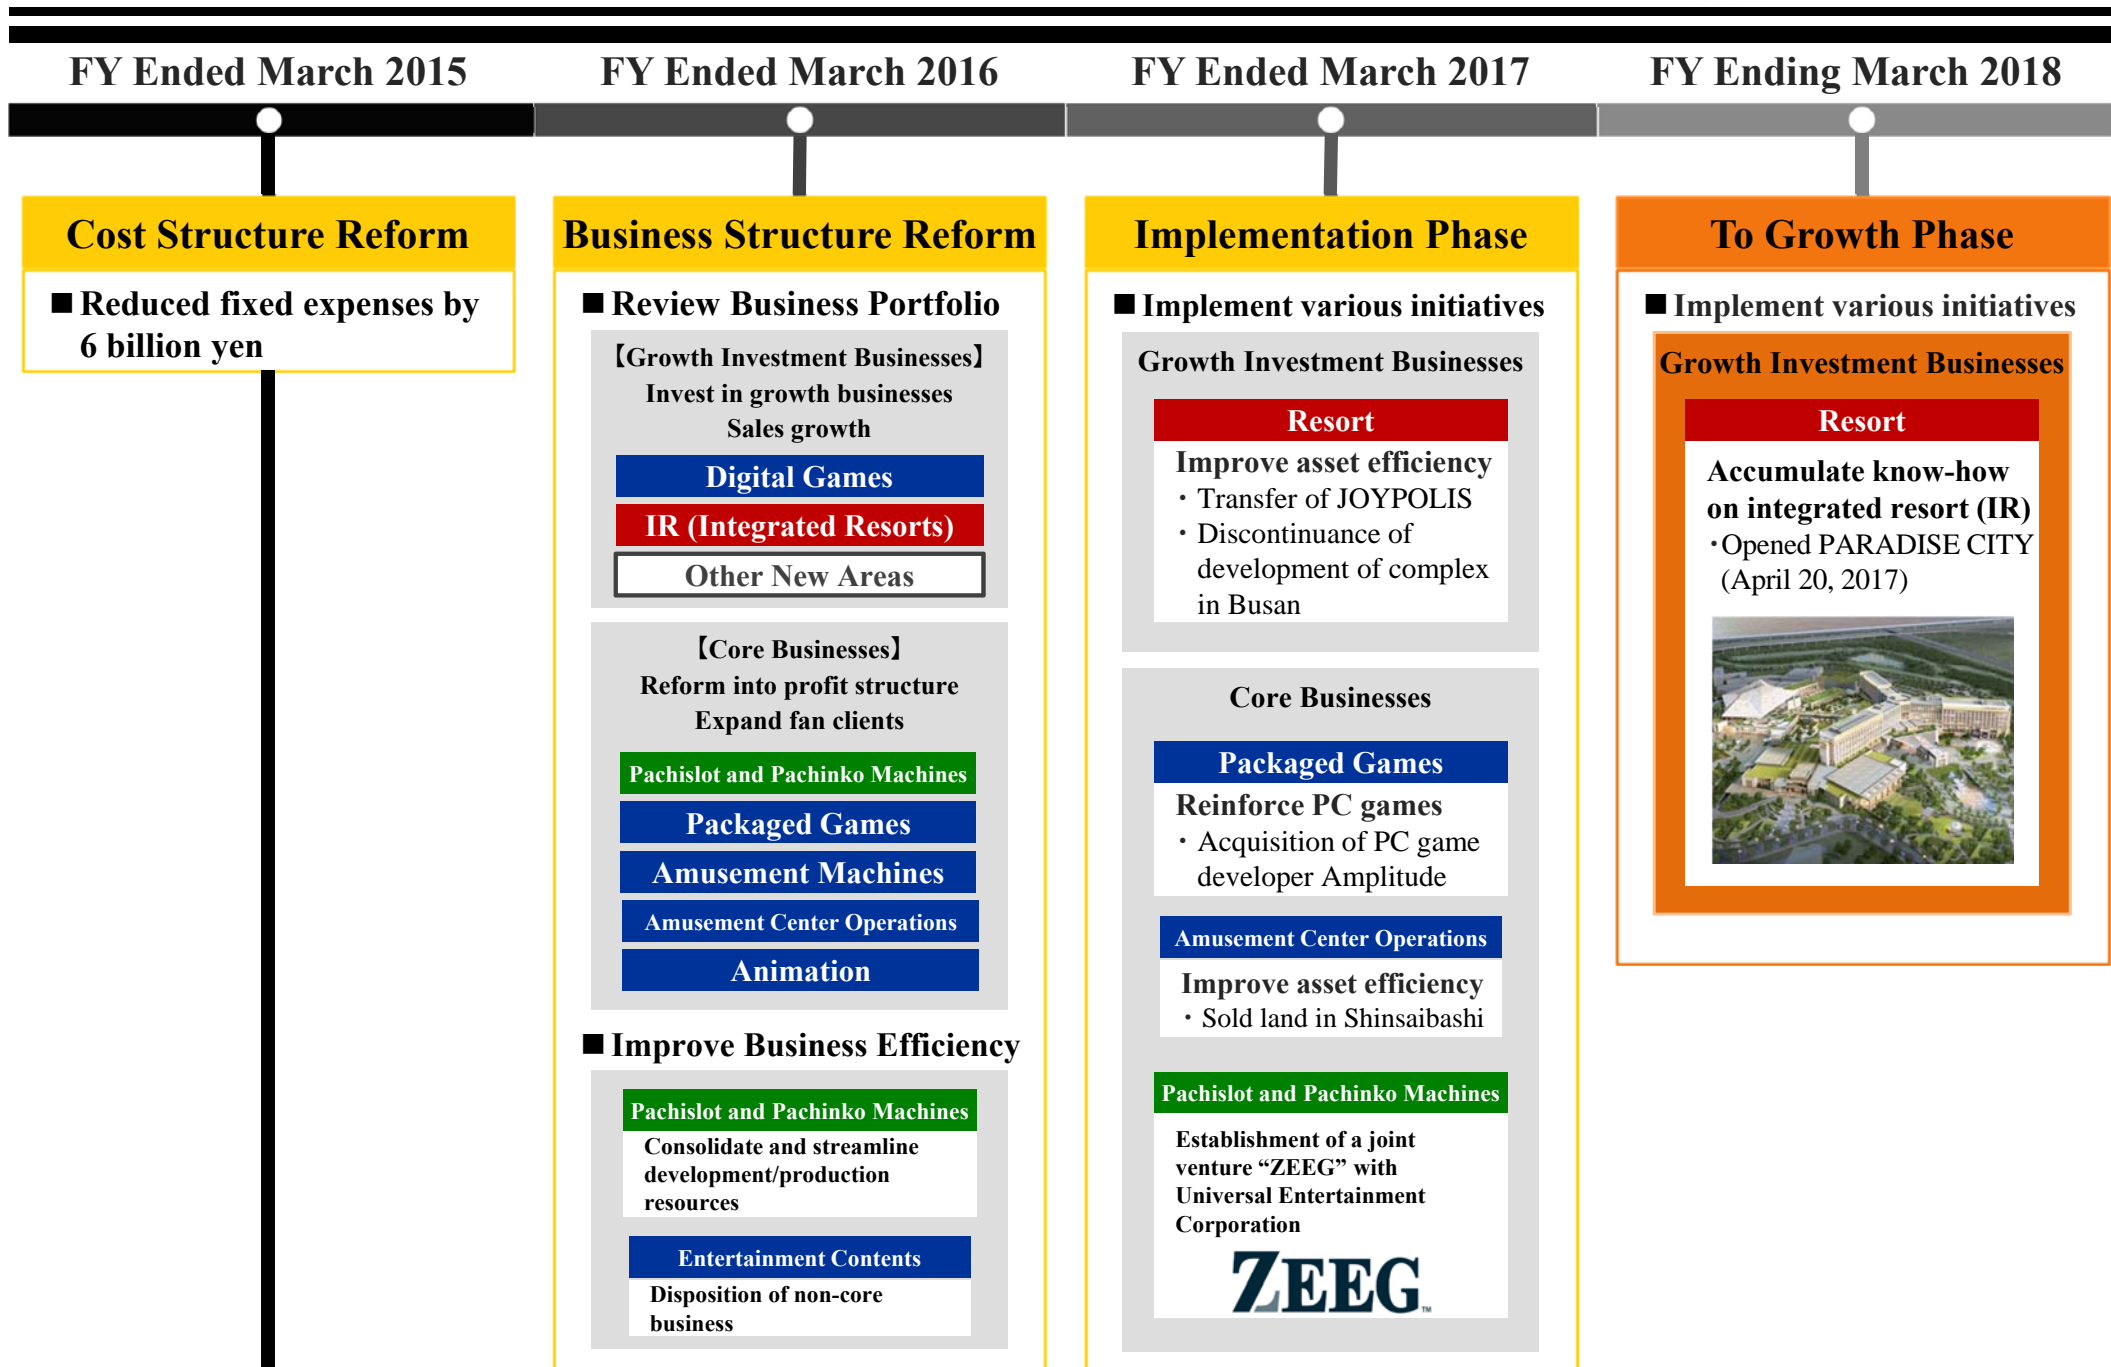 FY Ended March 2015
FY Ended March 2016
FY Ended March 2017
FY Ending March 2018
Cost Structure Reform
■ Reduced fixed expenses by
6 billion yen
Business Structure Reform
■ Review Business Portfolio
【Growth Investment Businesses】
Invest in growth businesses
Sales growth
Digital Games
IR (Integrated Resorts)
Other New Areas
【Core Businesses】
Reform into profit structure
Expand fan clients
Pachislot and Pachinko Machines
Packaged Games
Amusement Machines
Amusement Center Operations
Animation
■ Improve Business Efficiency
Pachislot and Pachinko Machines
Consolidate and streamline
development/production
resources
Entertainment Contents
Disposition of non-core
business
Implementation Phase
■ Implement various initiatives
Growth Investment Businesses
Resort
Improve asset efficiency
・Transfer of JOYPOLIS
・Discontinuance of
development of complex
in Busan
Core Businesses
Packaged Games
Reinforce PC games
・Acquisition of PC game
developer Amplitude
Amusement Center Operations
Improve asset efficiency
・Sold land in Shinsaibashi
Pachislot and Pachinko Machines
Establishment of a joint
venture “ZEEG” with
Universal Entertainment
Corporation
ZEEG™
To Growth Phase
■ Implement various initiatives
Growth Investment Businesses
Resort
Accumulate know-how
on integrated resort (IR)
・Opened PARADISE CITY
(April 20, 2017)